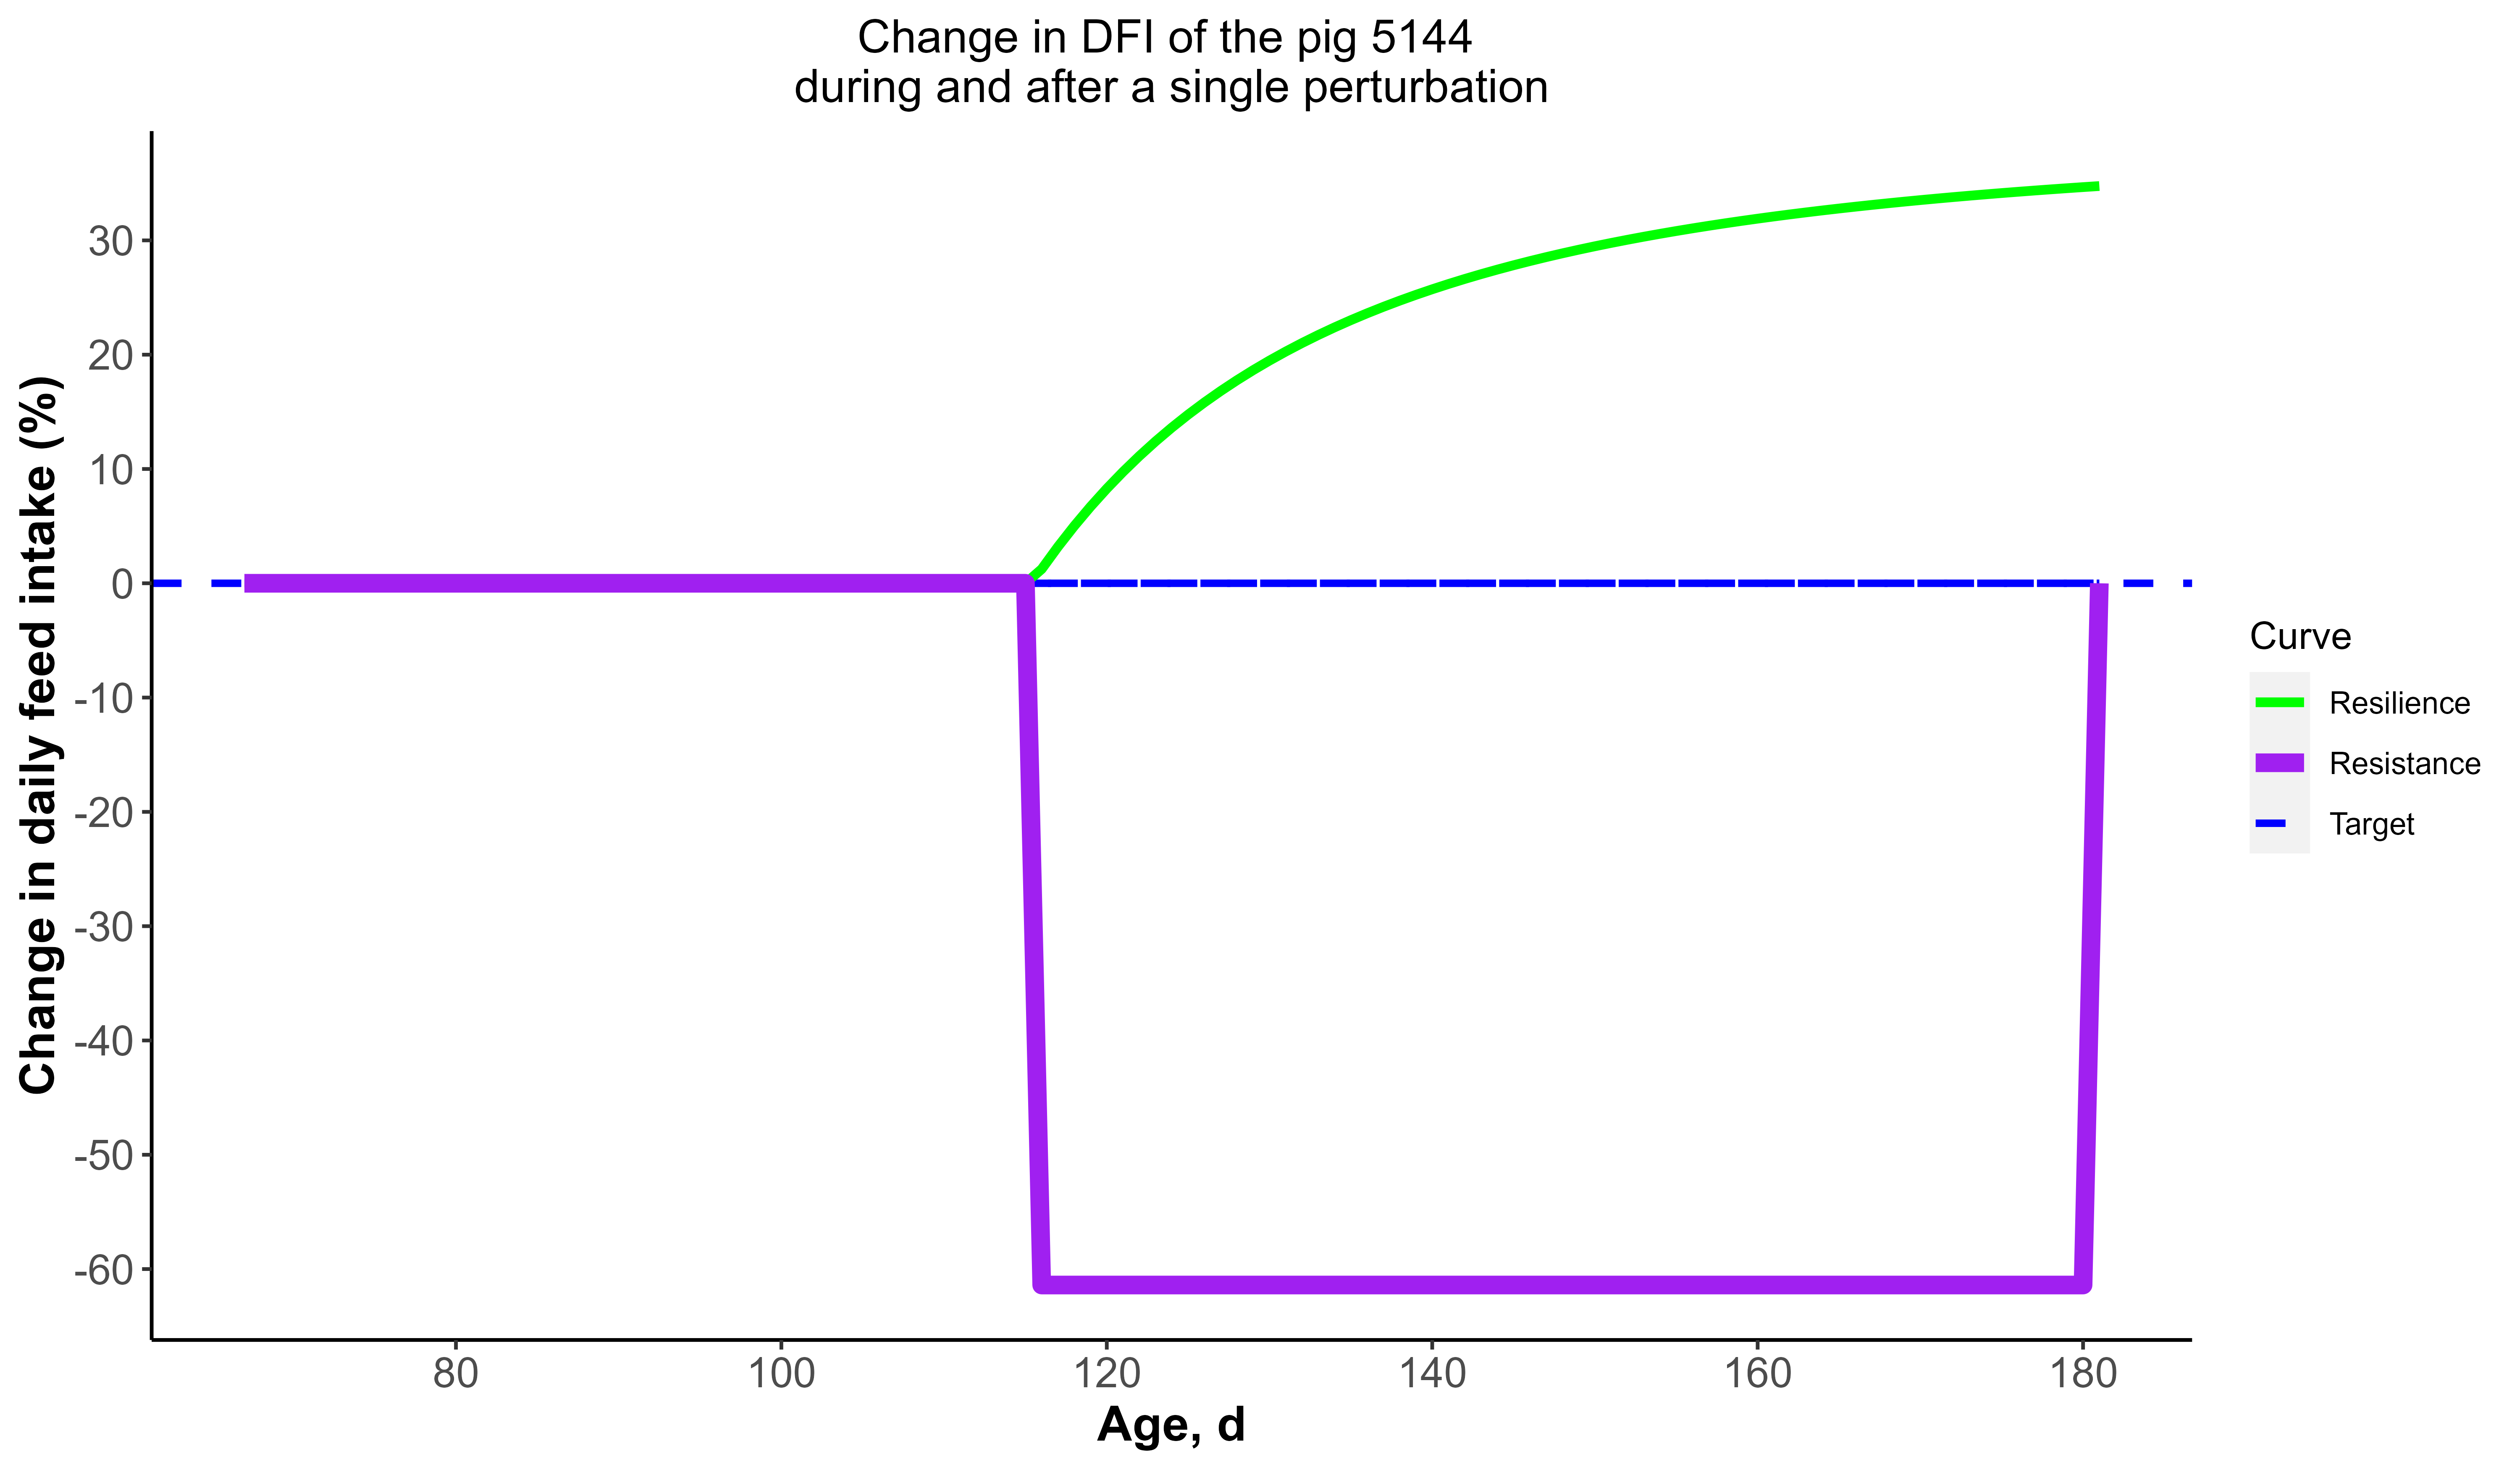 Change in DFI of the pig 5144
during and after a single perturbation
Change in daily feed intake (%)
30
20
10
0
-10
-20
-30
-40
-50
-60
80 100 120 140 160 180
Age, d
Curve
Resilience
Resistance
Target